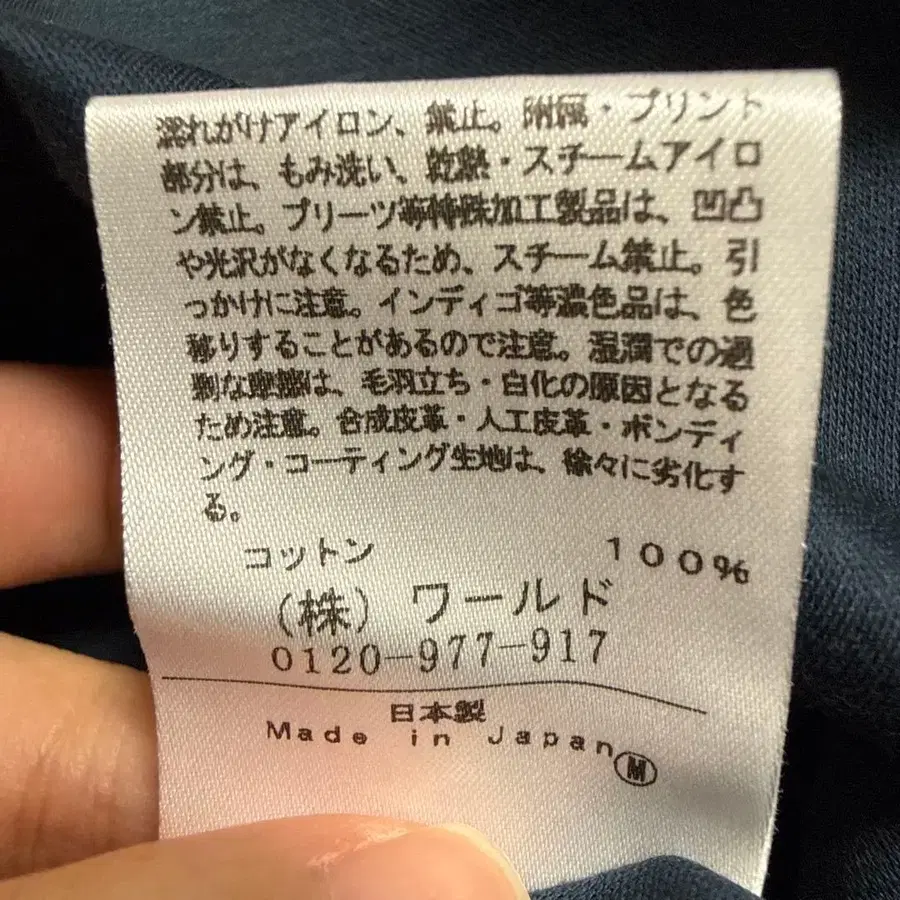 濡れがけアイロン、禁止。附属・プリント
部分は、もみ洗い、乾熱・スチームアイロ
ン禁止。プリーツ等特殊加工製品は、凹凸
や光沢がなくなるため、スチーム禁止。引
っかけに注意。インディゴ等濃色品は、色
移りすることがあるので注意。湿潤での過
剰な摩擦は、毛羽立ち・白化の原因となる
ため注意。合成皮革・人工皮革・ボンディ
ング・コーティング生地は、徐々に劣化す
る。
コットン 100%
(株) ワールド
0120-977-917
日本製
Made in Japan Ⓜ